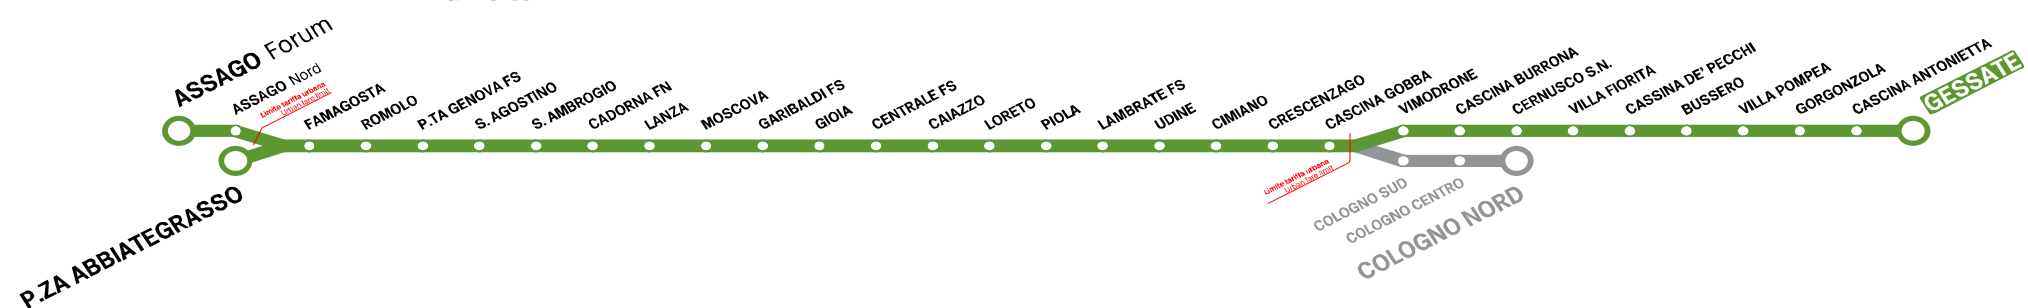 ASSAGO Forum
ASSAGO Nord
Limite tariffa urbana
Urban fare limit
P.ZA ABBIATEGRASSO
FAMAGOSTA
ROMOLO
P.TA GENOVA FS
S. AGOSTINO
S. AMBROGIO
CADORNA FN
LANZA
MOSCOVA
GARIBALDI FS
GIOIA
CENTRALE FS
CAIAZZO
LORETO
PIOLA
LAMBRATE FS
UDINE
CIMIANO
CRESCENZAGO
CASCINA GOBBA
Limite tariffa urbana
Urban fare limit
VIMODRONE
CASCINA BURRONA
CERNUSCO S.N.
VILLA FIORITA
CASSINA DE' PECCHI
BUSSERO
VILLA POMPEA
GORGONZOLA
CASCINA ANTONIETTA
GESSATE
COLOGNO SUD
COLOGNO CENTRO
COLOGNO NORD